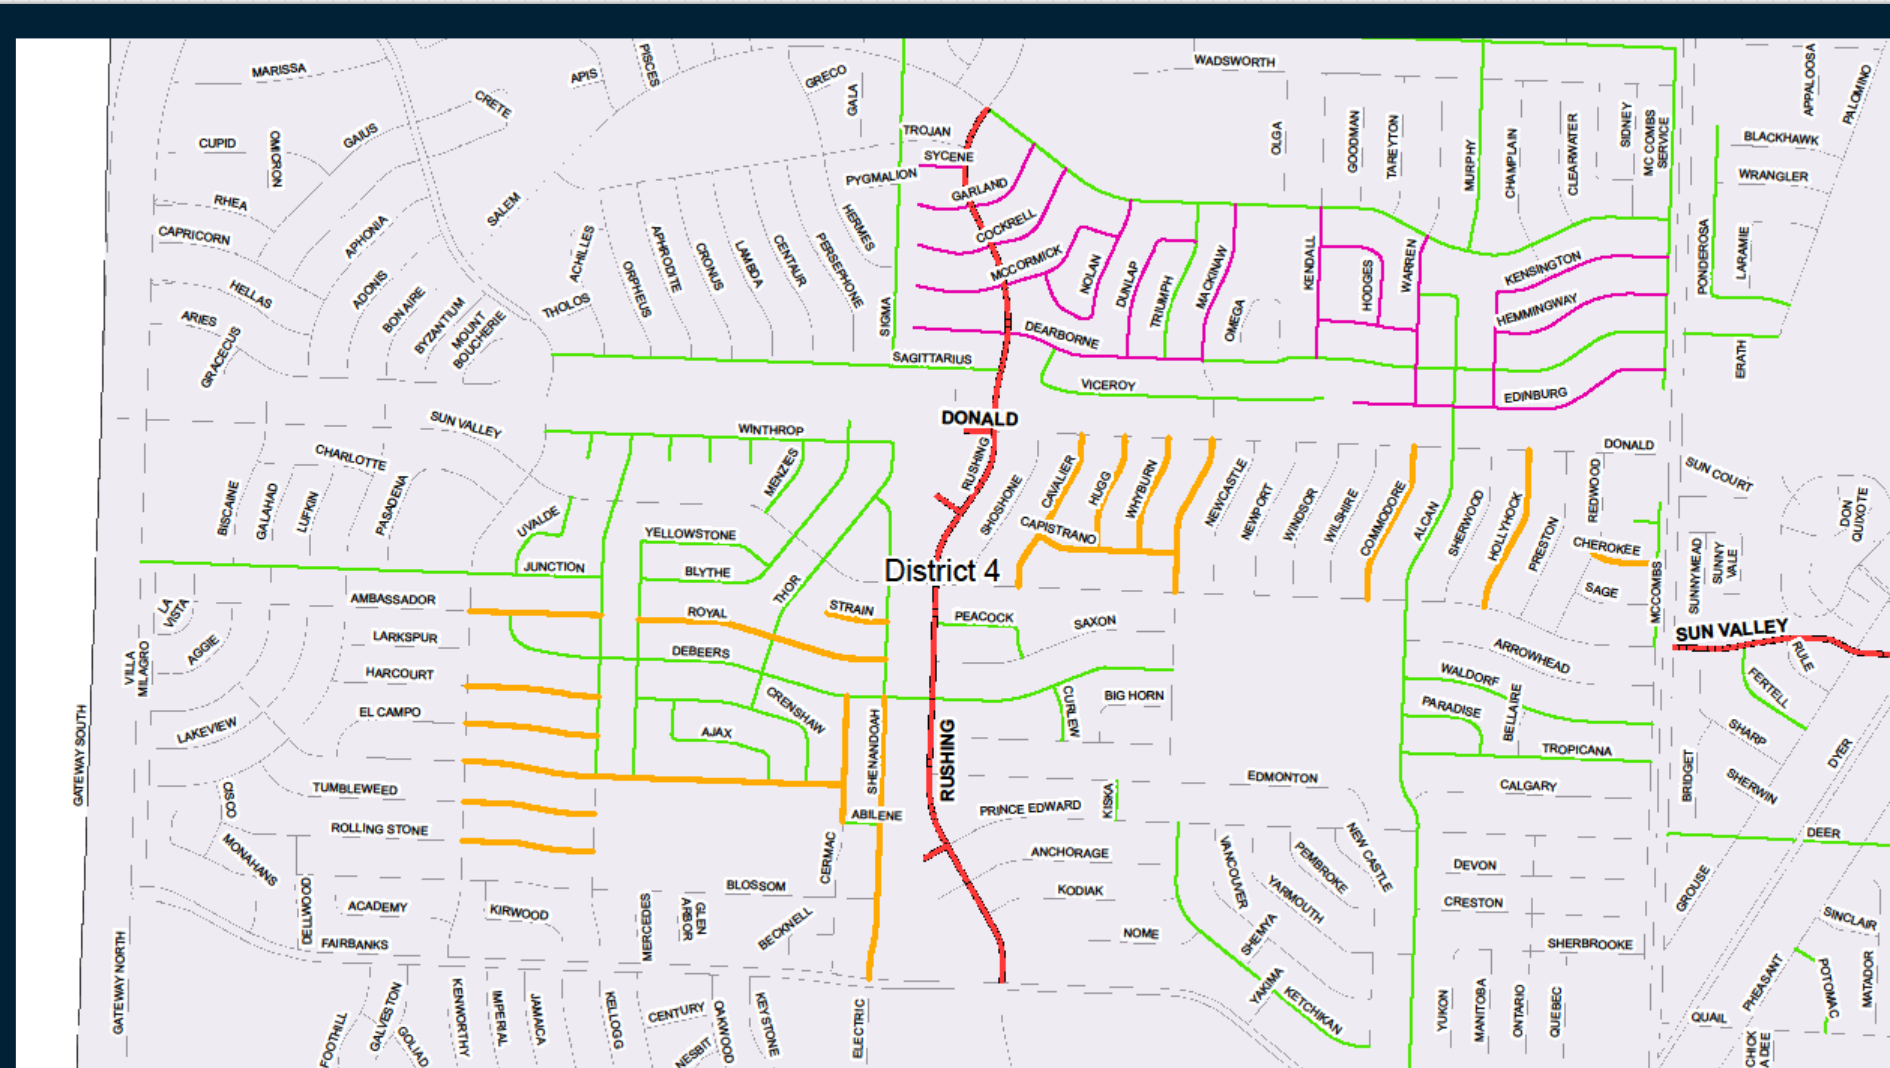 MARISSA
APIS
PISCES
GRECO
GALA
WADSWORTH
APPALOOSA
PALOMINO
CRETE
CUPID
OMICRON
GAIUS
TROJAN
SYCENE
PYGMALION
GARLAND
OLGA
GOODMAN
TAREYTON
MURPHY
CHAMPLAIN
CLEARWATER
SIDNEY
MC COMBS
SERVICE
BLACKHAWK
WRANGLER
RHEA
CAPRICORN
APHONIA
SALEM
HERMES
COCKRELL
MCCORMICK
ACHILLES
ORPHEUS
APHRODITE
CRONUS
LAMBDA
CENTAUR
PERSEPHONE
NOLAN
DUNLAP
TRIUMPH
MACKINAW
OMEGA
KENDALL
HODGES
WARREN
KENSINGTON
HEMMINGWAY
PONDEROSA
LARAMIE
HELLAS
ADONIS
BONAIRE
BYZANTIUM
MOUNT
BOUCHERIE
THOLOS
SIGMA
ARIES
GRACECUS
DEARBORNE
SAGITTARIUS
VICEROY
EDINBURG
ERATH
SUN VALLEY
DONALD
WINTHROP
RUSHING
DONALD
SUN COURT
CHARLOTTE
BISCAINE
GALAHAD
LUFKIN
PASADENA
MENZIES
SHOSHONE
CAVALIER
HUGG
WHYBURN
NEWCASTLE
NEWPORT
WINDSOR
WILSHIRE
COMMODORE
ALCAN
SHERWOOD
HOLLYHOCK
PRESTON
REDWOOD
DON
QUIXOTE
UVALDE
YELLOWSTONE
CAPISTRANO
CHEROKEE
SUNNYMEAD
SUNNY
VALE
JUNCTION
BLYTHE
THOR
District 4
SAGE
MCCOMBS
LA
VISTA
AMBASSADOR
ROYAL
STRAIN
PEACOCK
SAXON
SUN VALLEY
AGGIE
LARKSPUR
DEBEERS
ARROWHEAD
RULE
VILLA
MILAGRO
HARCOURT
CRENSHAW
CURLEW
BIG HORN
WALDORF
PARADISE
BELLAIRE
FERTELL
GATEWAY SOUTH
LAKEVIEW
EL CAMPO
AJAX
SHENANDOAH
RUSHING
TROPICANA
SHARP
DYER
CISCO
TUMBLEWEED
EDMONTON
CALGARY
BRIDGET
SHERWIN
ROLLING STONE
ABILENE
PRINCE EDWARD
KISKA
MONAHANS
CERMAC
ANCHORAGE
VANCOUVER
PEMBROKE
NEW CASTLE
DEVON
DEER
DELLWOOD
ACADEMY
KIRWOOD
BLOSSOM
KODIAK
YARMOUTH
CRESTON
GROUSE
MERCEDES
GLEN
ARBOR
BECKNELL
NOME
SHEMYA
SHERBROOKE
SINCLAIR
GATEWAY NORTH
FAIRBANKS
YAKIMA
KETCHIKAN
PHEASANT
POTOMAC
MATADOR
FOOTHILL
GALVESTON
GOLIAD
KENWORTHY
IMPERIAL
JAMAICA
KELLOGG
CENTURY
NESBIT
OAKWOOD
KEYSTONE
ELECTRIC
YUKON
MANITOBA
ONTARIO
QUEBEC
QUAIL
CHICK
ADEE